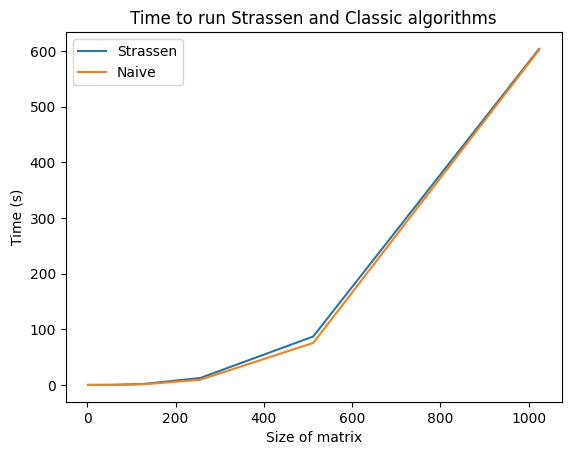 Time to run Strassen and Classic algorithms
Strassen
Naive
Time (s)
600
500
400
300
200
100
0
0 200 400 600 800 1000
Size of matrix